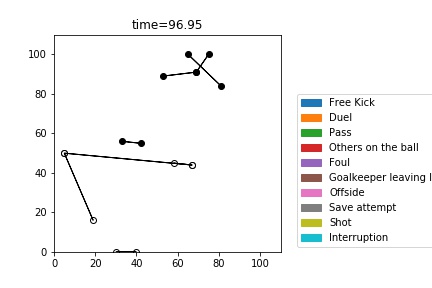 time=96.95
100
80
60
40
20
0
0 20 40 60 80 100
Free Kick
Duel
Pass
Others on the ball
Foul
Goalkeeper leaving l
Offside
Save attempt
Shot
Interruption